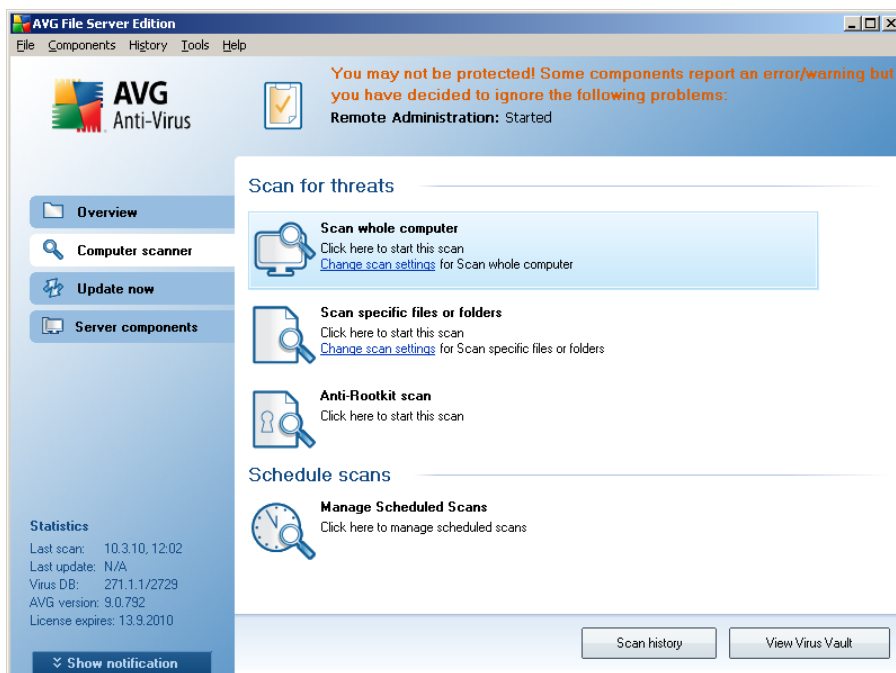 AVG File Server Edition
File Components History Tools Help
AVG
Anti-Virus
You may not be protected! Some components report an error/warning but
you have decided to ignore the following problems:
Remote Administration: Started
Overview
Computer scanner
Update now
Server components
Scan for threats
Scan whole computer
Click here to start this scan
Change scan settings for Scan whole computer
Scan specific files or folders
Click here to start this scan
Change scan settings for Scan specific files or folders
Anti-Rootkit scan
Click here to start this scan
Schedule scans
Manage Scheduled Scans
Click here to manage scheduled scans
Statistics
Last scan: 10.3.10, 12:02
Last update: N/A
Virus DB: 271.1.1/2729
AVG version: 9.0.792
License expires: 13.9.2010
Show notification
Scan history
View Virus Vault